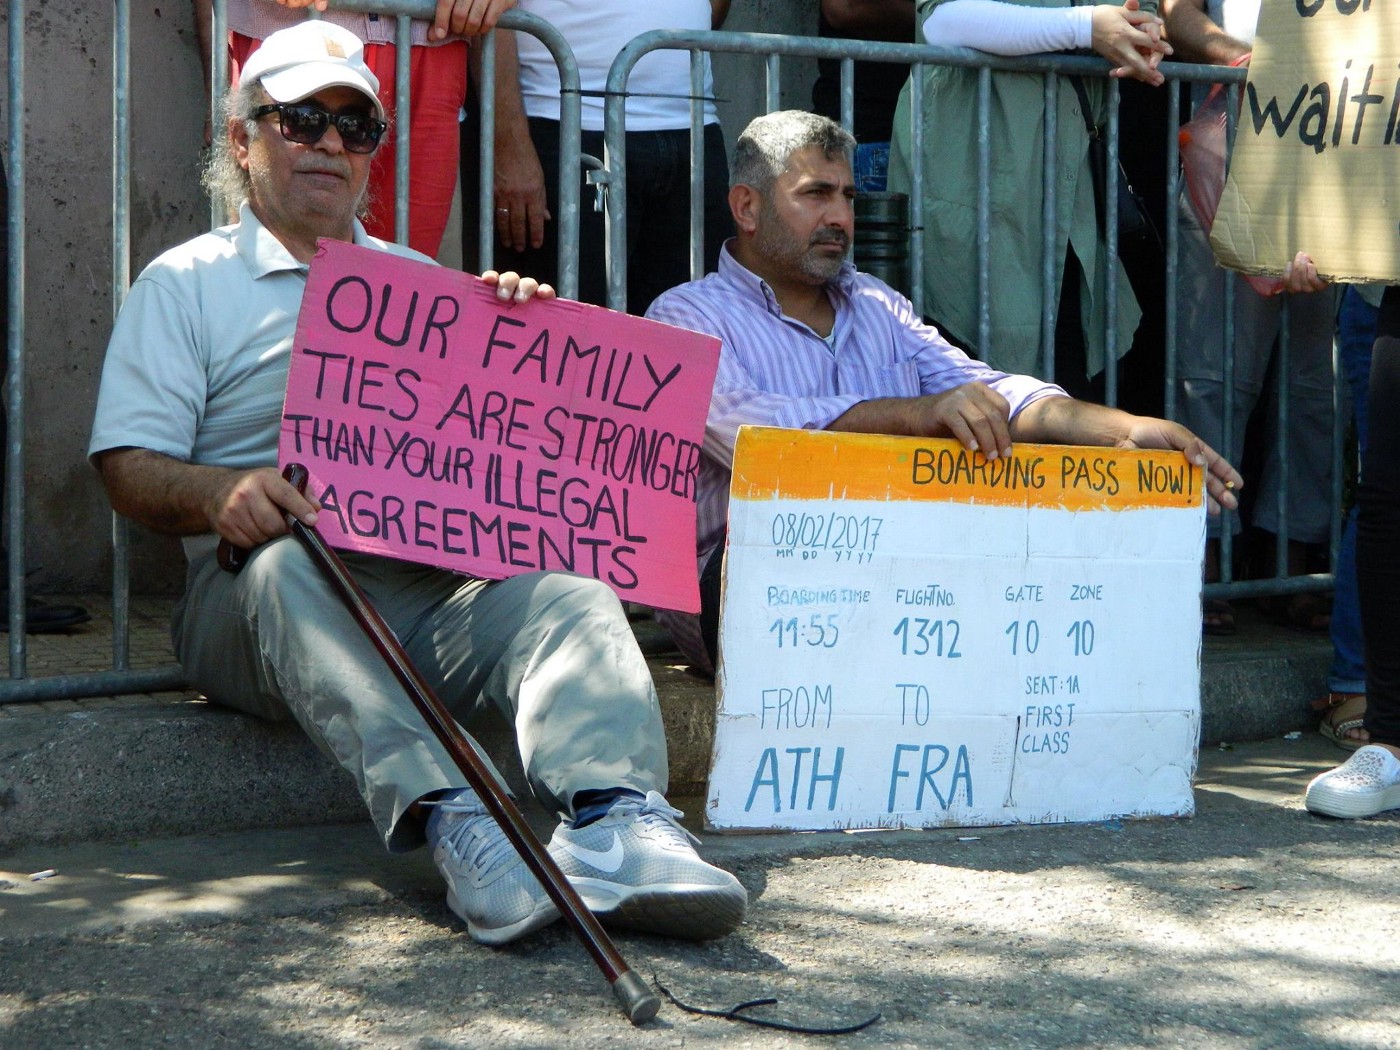 OUR FAMILY
TIES ARE STRONGER
THAN YOUR ILLEGAL
AGREEMENTS
BOARDING PASS NOW!
08/02/2017
MM DD YYYY
BOARDING TIME FLIGHT NO. GATE ZONE
11:55 1312 10 10
SEAT: 1A
FROM TO FIRST
CLASS
ATH FRA